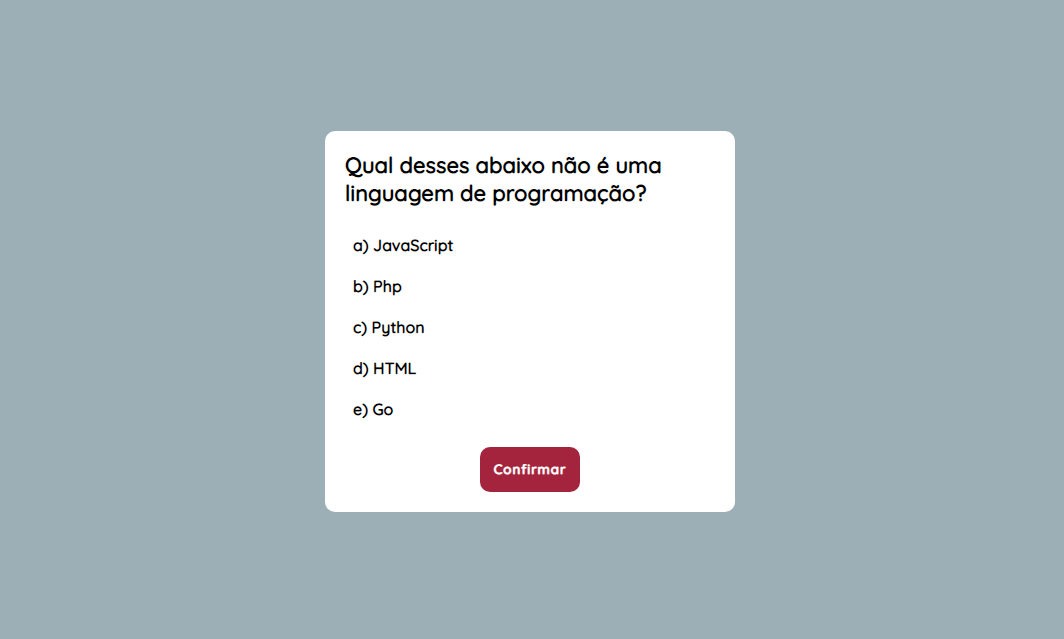 Qual desses abaixo não é uma
linguagem de programação?
a) JavaScript
b) Php
c) Python
d) HTML
e) Go
Confirmar